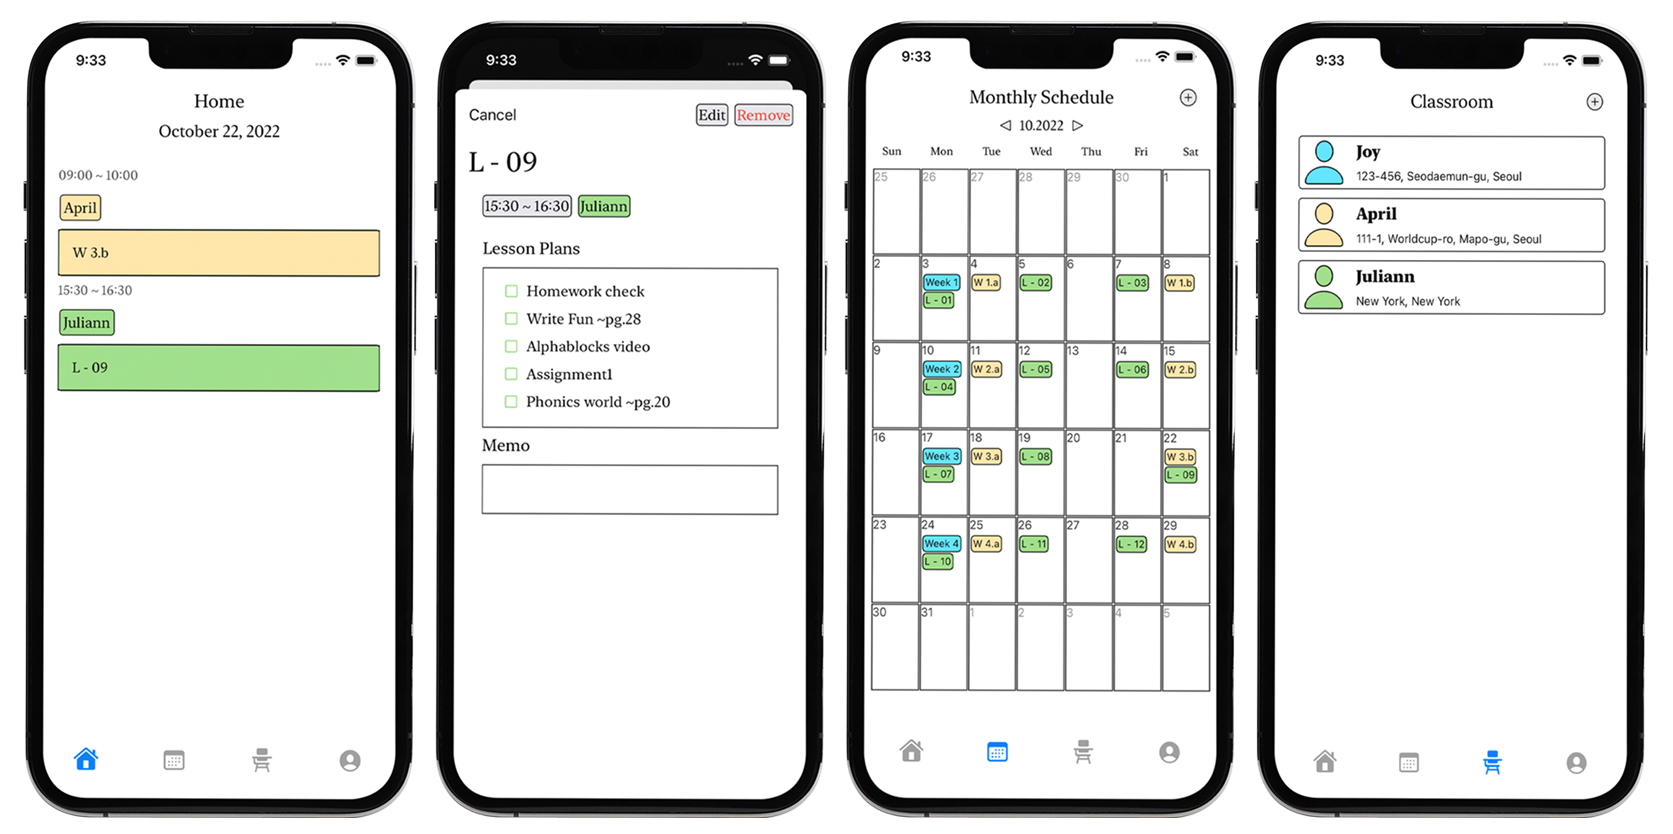 9:33
Home
October 22, 2022
09:00 ~ 10:00
April
W 3.b
15:30 ~ 16:30
Juliann
L - 09
9:33
Cancel
Edit Remove
L - 09
15:30 ~ 16:30 Juliann
Lesson Plans
Homework check
Write Fun ~pg.28
Alphablocks video
Assignment1
Phonics world ~pg.20
Memo
9:33
Monthly Schedule
10.2022
Sun Mon Tue Wed Thu Fri Sat
25 26 27 28 29 30 1
2 3 4 5 6 7 8
Week 1 W 1.a L - 02 L - 03 W 1.b
L - 01
9 10 11 12 13 14 15
Week 2 W 2.a L - 05 L - 06 W 2.b
L - 04
16 17 18 19 20 21 22
Week 3 W 3.a L - 08 W 3.b
L - 07 L - 09
23 24 25 26 27 28 29
Week 4 W 4.a L - 11 L - 12 W 4.b
L - 10
30 31 1 2 3 4 5
9:33
Classroom
Joy
123-456, Seodaemun-gu, Seoul
April
111-1, Worldcup-ro, Mapo-gu, Seoul
Juliann
New York, New York